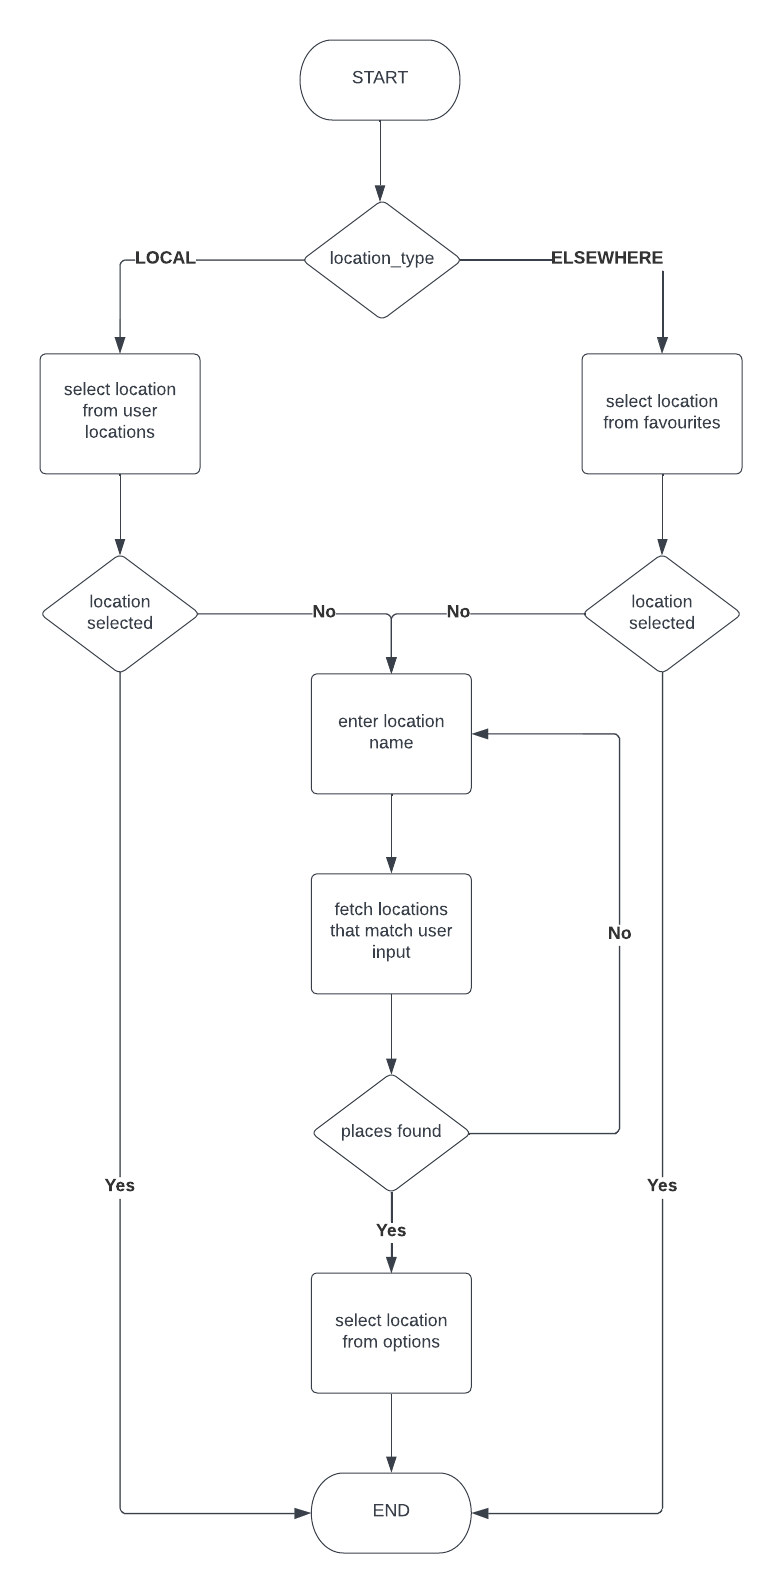 START
location_type
LOCAL
ELSEWHERE
select location
from user
locations
select location
from favourites
location
selected
No
No
location
selected
enter location
name
fetch locations
that match user
input
No
places found
Yes
Yes
Yes
select location
from options
END